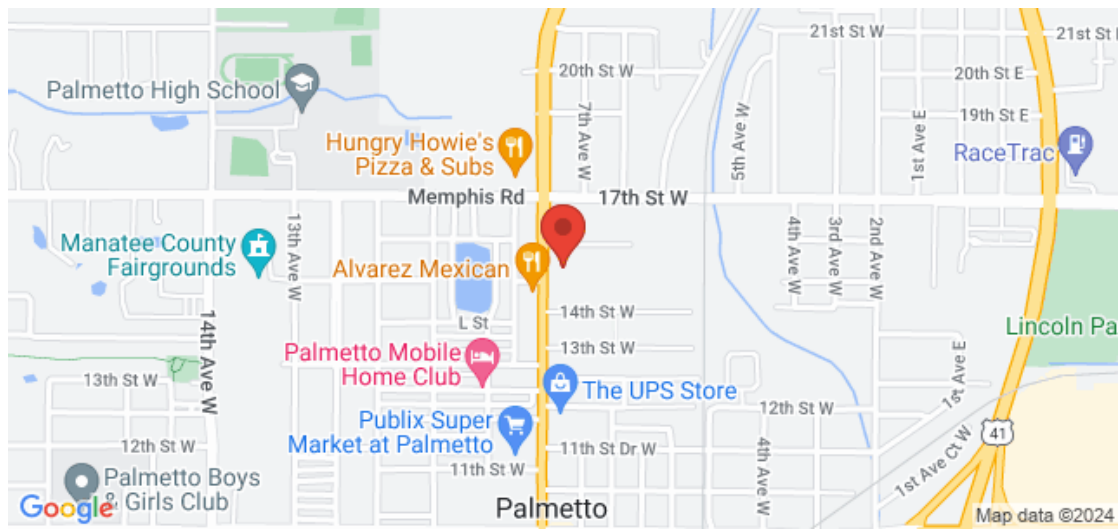 21st St W
21st St E
20th St W
20th St E
Palmetto High School
7th Ave W
5th Ave W
19th St E
1st Ave E
RaceTrac
Hungry Howie's
Pizza & Subs
Memphis Rd
17th St W
13th Ave W
4th Ave W
3rd Ave W
2nd Ave W
Manatee County
Fairgrounds
Alvarez Mexican
14th Ave W
L St
14th St W
Lincoln Pa
Palmetto Mobile
Home Club
13th St W
13th St W
1st Ave E
The UPS Store
12th St W
Publix Super
Market at Palmetto
12th St W
11th St Dr W
4th Ave W
41
1st Ave Ct W
11th St W
Palmetto Boys
& Girls Club
Palmetto
Google
Map data ©2024